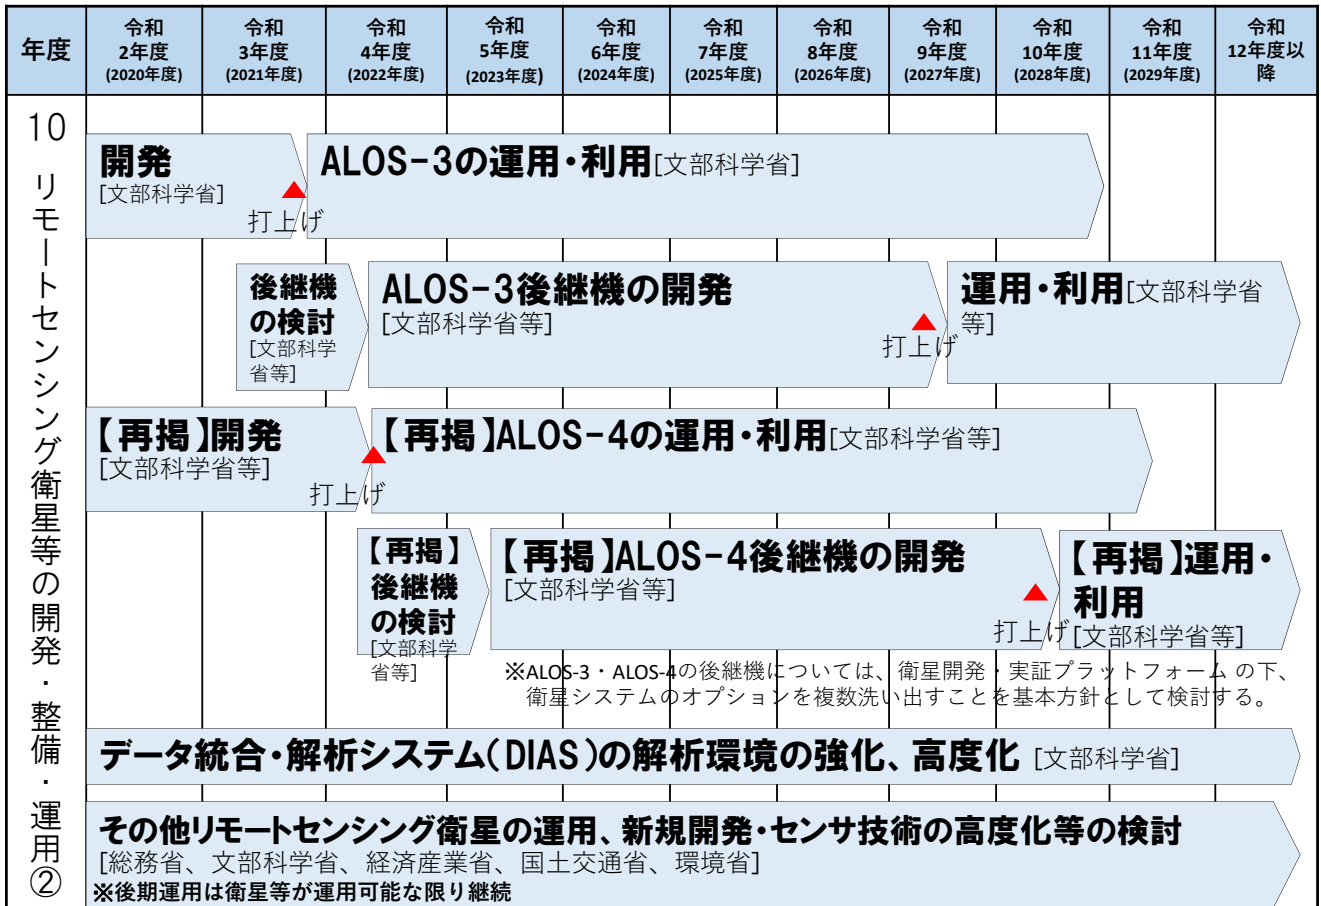 年度
令和
2年度
(2020年度)
令和
3年度
(2021年度)
令和
4年度
(2022年度)
令和
5年度
(2023年度)
令和
6年度
(2024年度)
令和
7年度
(2025年度)
令和
8年度
(2026年度)
令和
9年度
(2027年度)
令和
10年度
(2028年度)
令和
11年度
(2029年度)
令和
12年度以
降
10 リモートセンシング衛星等の開発・整備・運用②
開発
[文部科学省]
打上げ
ALOS-3の運用・利用[文部科学省]
後継機
の検討
[文部科学
省等]
ALOS-3後継機の開発
[文部科学省等]
打上げ
運用・利用[文部科学省
等]
【再掲】開発
[文部科学省等]
打上げ
【再掲】ALOS-4の運用・利用[文部科学省等]
【再掲】
後継機
の検討
[文部科学
省等]
【再掲】ALOS-4後継機の開発
[文部科学省等]
打上げ
【再掲】運用・
利用
[文部科学省等]
※ALOS-3・ALOS-4の後継機については、衛星開発・実証プラットフォーム の下、
衛星システムのオプションを複数洗い出すことを基本方針として検討する。
データ統合・解析システム(DIAS)の解析環境の強化、高度化 [文部科学省]
その他リモートセンシング衛星の運用、新規開発・センサ技術の高度化等の検討
[総務省、文部科学省、経済産業省、国土交通省、環境省]
※後期運用は衛星等が運用可能な限り継続